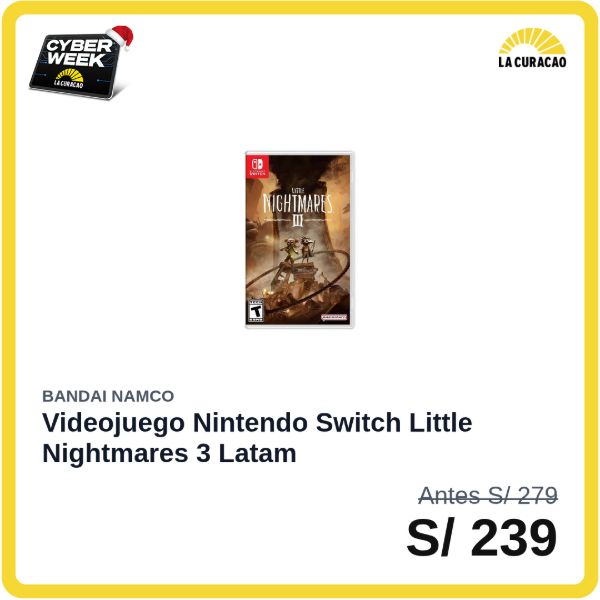 CYBER
WEEK
LA CURACAO
LA CURACAO
LITTLE
NIGHTMARES
III
T
BANDAI NAMCO
Videojuego Nintendo Switch Little
Nightmares 3 Latam
Antes S/ 279
S/ 239